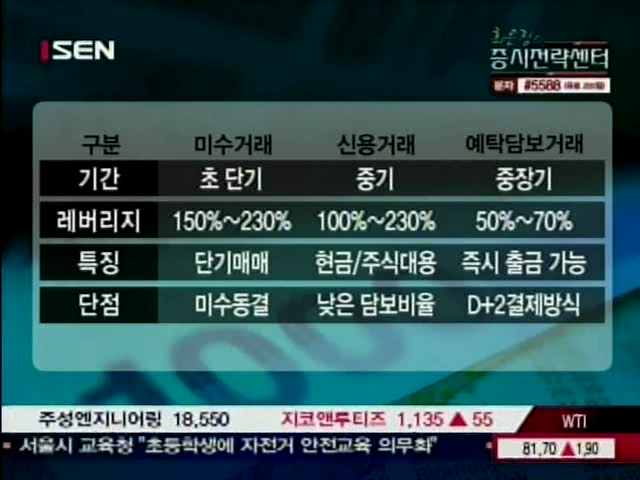 SEN
증시전략센터
문자 #5588
구분 미수거래 신용거래 예탁담보거래
기간 초 단기 중기 중장기
레버리지 150%~230% 100%~230% 50%~70%
특징 단기매매 현금/주식대용 즉시 출금 가능
단점 미수동결 낮은 담보비율 D+2결제방식
주성엔지니어링 18,550 지코앤루티즈 1,135 ▲ 55 WTI
서울시 교육청 "초등학생에 자전거 안전교육 의무화" 81,70 ▲ 1,90